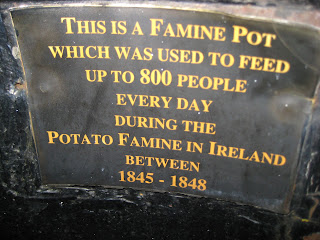 THIS IS A FAMINE POT
WHICH WAS USED TO FEED
UP TO 800 PEOPLE
EVERY DAY
DURING THE
POTATO FAMINE IN IRELAND
BETWEEN
1845 - 1848